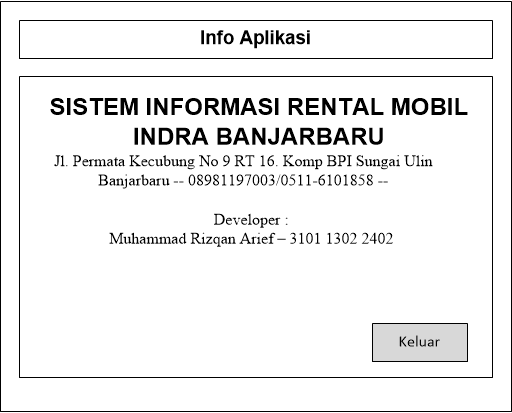 Info Aplikasi
SISTEM INFORMASI RENTAL MOBIL
INDRA BANJARBARU
Jl. Permata Kecubung No 9 RT 16. Komp BPI Sungai Ulin
Banjarbaru -- 08981197003/0511-6101858 --
Developer :
Muhammad Rizqan Arief – 3101 1302 2402
Keluar